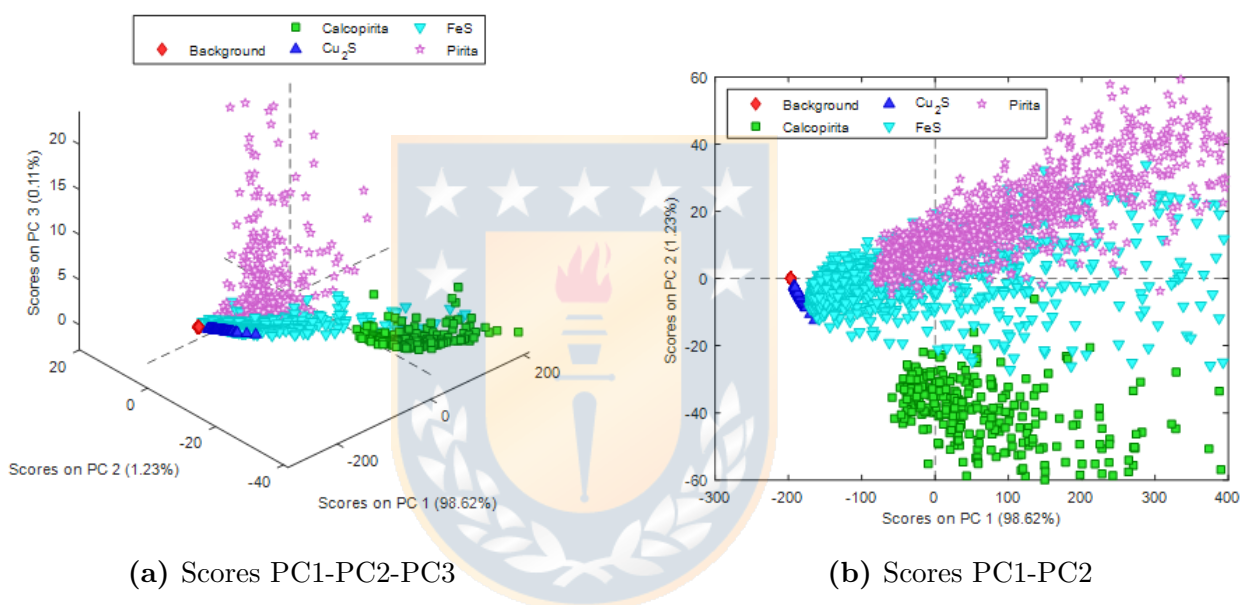 Calcopirita FeS
Background Cu₂S Pirita
Scores on PC 3 (0.11%)
20
15
10
5
0
20
0
-20
-40
Scores on PC 2 (1.23%)
-200
0
200
Scores on PC 1 (98.62%)
(a) Scores PC1-PC2-PC3
Background Cu₂S Pirita
Calcopirita FeS
Scores on PC 2 (1.23%)
60
40
20
0
-20
-40
-60
-300 -200 -100 0 100 200 300 400
Scores on PC 1 (98.62%)
(b) Scores PC1-PC2